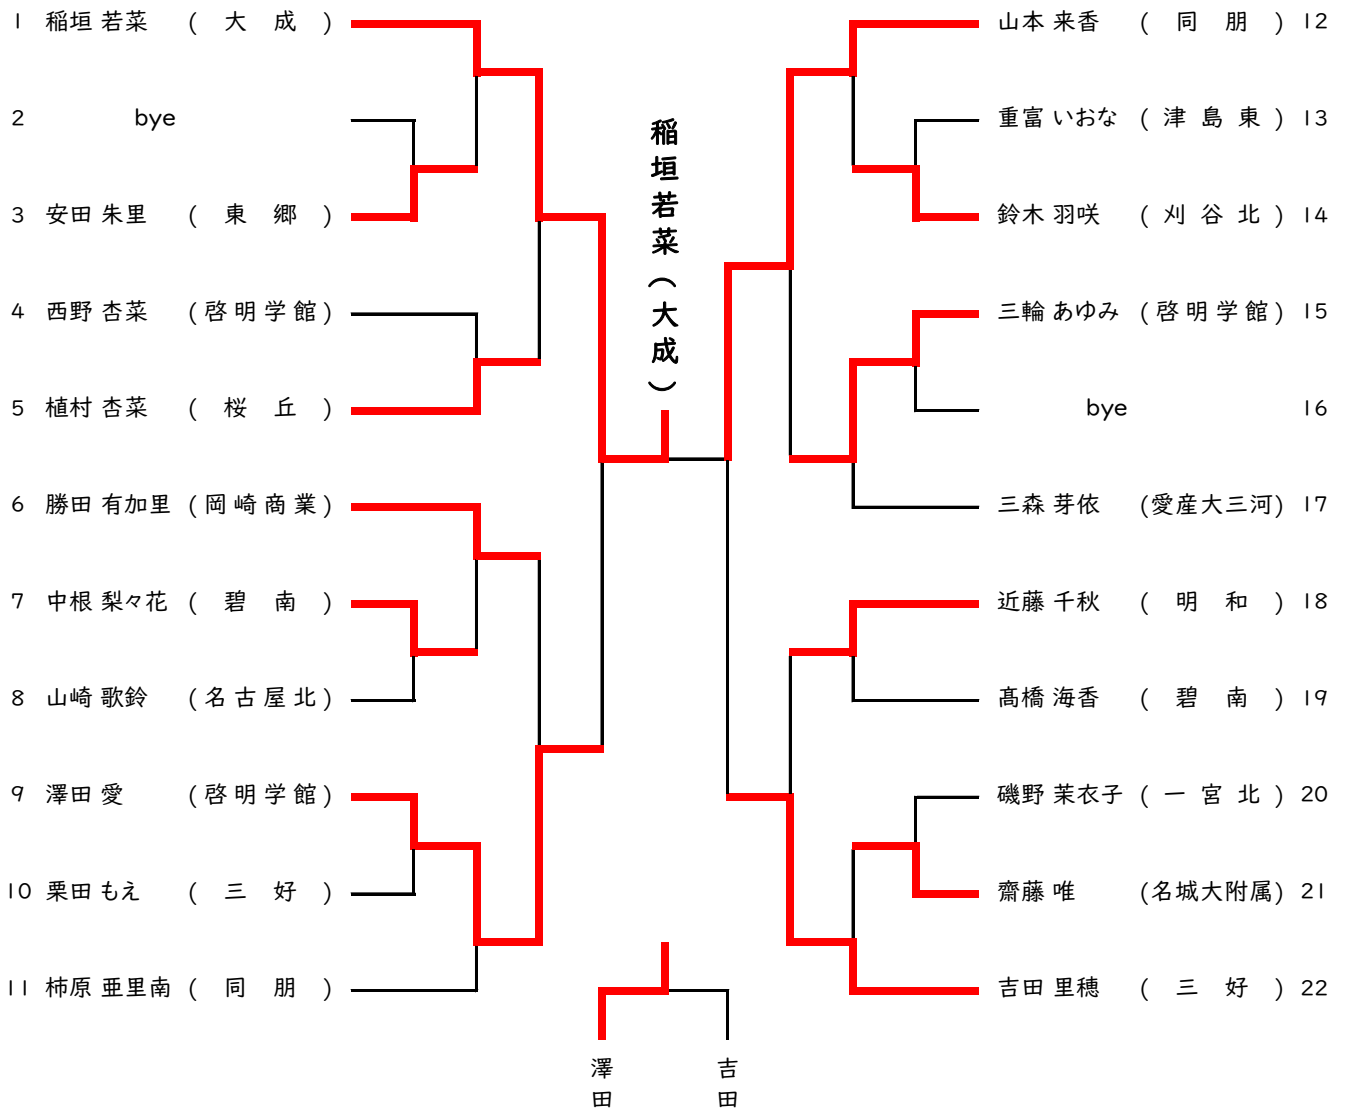 1 稲垣 若菜 ( 大 成 )
2 bye
3 安田 朱里 ( 東 郷 )
4 西野 杏菜 ( 啓 明 学 館 )
5 植村 杏菜 ( 桜 丘 )
6 勝田 有加里 ( 岡 崎 商 業 )
7 中根 梨々花 ( 碧 南 )
8 山崎 歌鈴 ( 名 古 屋 北 )
9 澤田 愛 ( 啓 明 学 館 )
10 栗田 もえ ( 三 好 )
11 柿原 亜里南 ( 同 朋 )
稲垣若菜(大成)
澤田
吉田
山本 来香 ( 同 朋 ) 12
重富 いおな ( 津 島 東 ) 13
鈴木 羽咲 ( 刈 谷 北 ) 14
三輪 あゆみ ( 啓 明 学 館 ) 15
bye 16
三森 芽依 (愛産大三河) 17
近藤 千秋 ( 明 和 ) 18
髙橋 海香 ( 碧 南 ) 19
磯野 茉衣子 ( 一 宮 北 ) 20
齋藤 唯 (名城大附属) 21
吉田 里穂 ( 三 好 ) 22